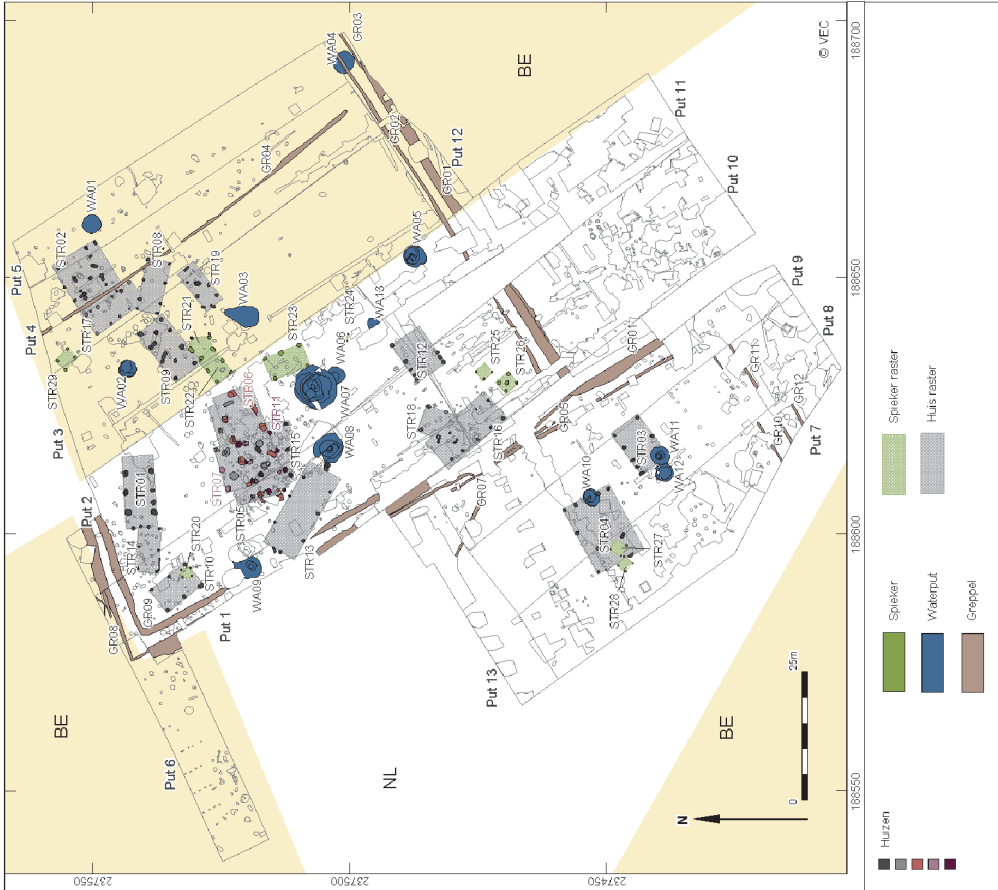 188700
188650
188600
188550
237550
237500
237450
BE
BE
BE
BE
NL
© VEC
Put 1
Put 2
Put 3
Put 4
Put 5
Put 6
Put 7
Put 8
Put 9
Put 10
Put 11
Put 12
Put 13
WA04
GR03
GR02
GR01
GR04
WA01
STR02
STR08
STR19
WA05
WA03
STR17
STR29
WA02
STR09
STR21
STR22
STR23
STR24
WA13
WA06
WA07
WA08
STR06
STR11
STR07
STR15
STR05
STR13
STR01
STR14
STR20
STR10
GR09
GR08
WA09
STR12
STR18
STR16
STR25
STR26
GR05
GR01
GR07
GR11
GR12
GR10
STR03
WA11
WA12
WA10
STR04
STR27
STR28
N
0
25m
Huizen
Spieker
Waterput
Greppel
Spieker raster
Huis raster